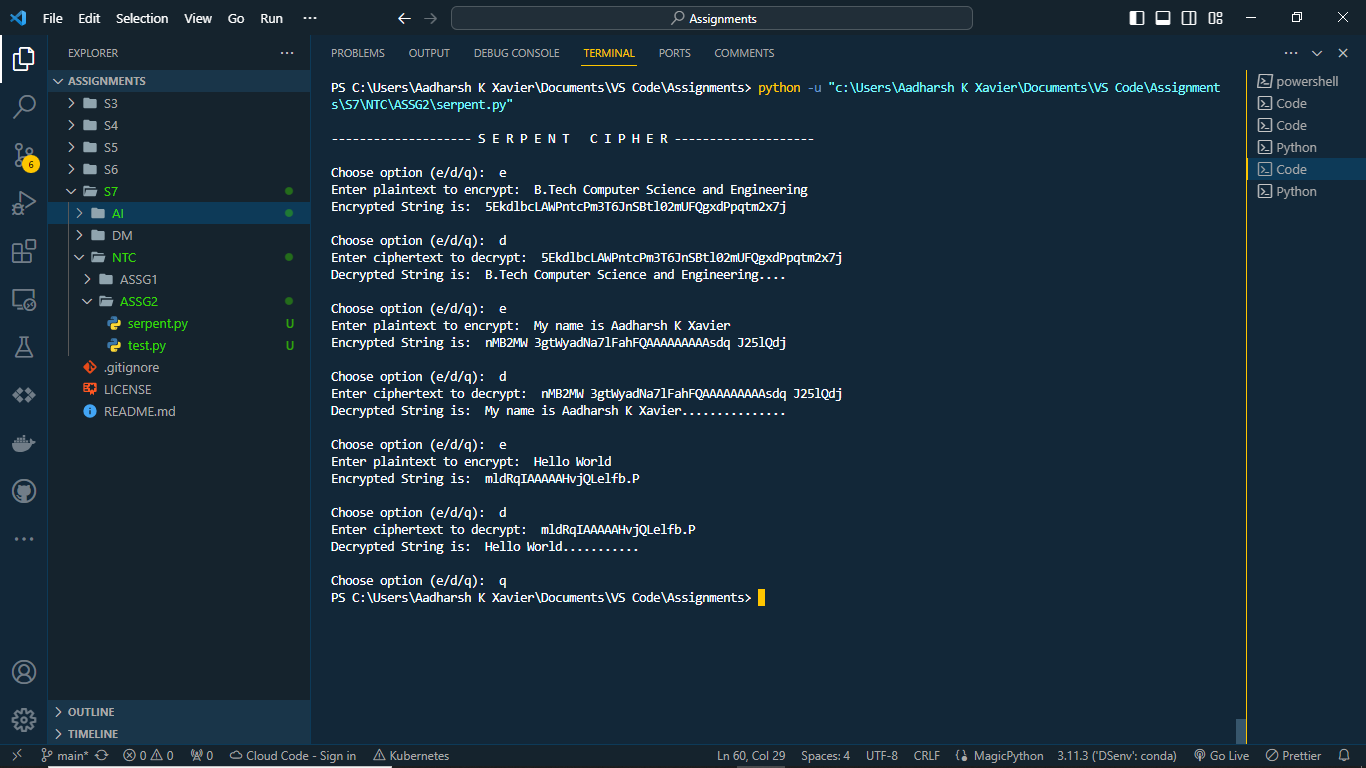 File Edit Selection View Go Run ··· Assignments
EXPLORER ···
ASSIGNMENTS
S3
S4
S5
S6
S7
AI
DM
NTC
ASSG1
ASSG2
serpent.py U
test.py U
.gitignore
LICENSE
README.md
OUTLINE
TIMELINE
6
PROBLEMS OUTPUT DEBUG CONSOLE TERMINAL PORTS COMMENTS ···
PS C:\Users\Aadharsh K Xavier\Documents\VS Code\Assignments> python -u "c:\Users\Aadharsh K Xavier\Documents\VS Code\Assignment
s\S7\NTC\ASSG2\serpent.py"
-------------------- S E R P E N T   C I P H E R --------------------
Choose option (e/d/q):  e
Enter plaintext to encrypt:  B.Tech Computer Science and Engineering
Encrypted String is:  5EkdlbcLAWPntcPm3T6JnSBtl02mUFQgxdPpqtm2x7j
Choose option (e/d/q):  d
Enter ciphertext to decrypt:  5EkdlbcLAWPntcPm3T6JnSBtl02mUFQgxdPpqtm2x7j
Decrypted String is:  B.Tech Computer Science and Engineering....
Choose option (e/d/q):  e
Enter plaintext to encrypt:  My name is Aadharsh K Xavier
Encrypted String is:  nMB2MW 3gtWyadNa7lFahFQAAAAAAAAAsdq J25lQdj
Choose option (e/d/q):  d
Enter ciphertext to decrypt:  nMB2MW 3gtWyadNa7lFahFQAAAAAAAAAsdq J25lQdj
Decrypted String is:  My name is Aadharsh K Xavier...............
Choose option (e/d/q):  e
Enter plaintext to encrypt:  Hello World
Encrypted String is:  mldRqIAAAAAHvjQLelfb.P
Choose option (e/d/q):  d
Enter ciphertext to decrypt:  mldRqIAAAAAHvjQLelfb.P
Decrypted String is:  Hello World...........
Choose option (e/d/q):  q
PS C:\Users\Aadharsh K Xavier\Documents\VS Code\Assignments>
powershell
Code
Code
Python
Code
Python
main* 0 0 0 Cloud Code - Sign in Kubernetes Ln 60, Col 29 Spaces: 4 UTF-8 CRLF MagicPython 3.11.3 ('DSenv': conda) Go Live Prettier